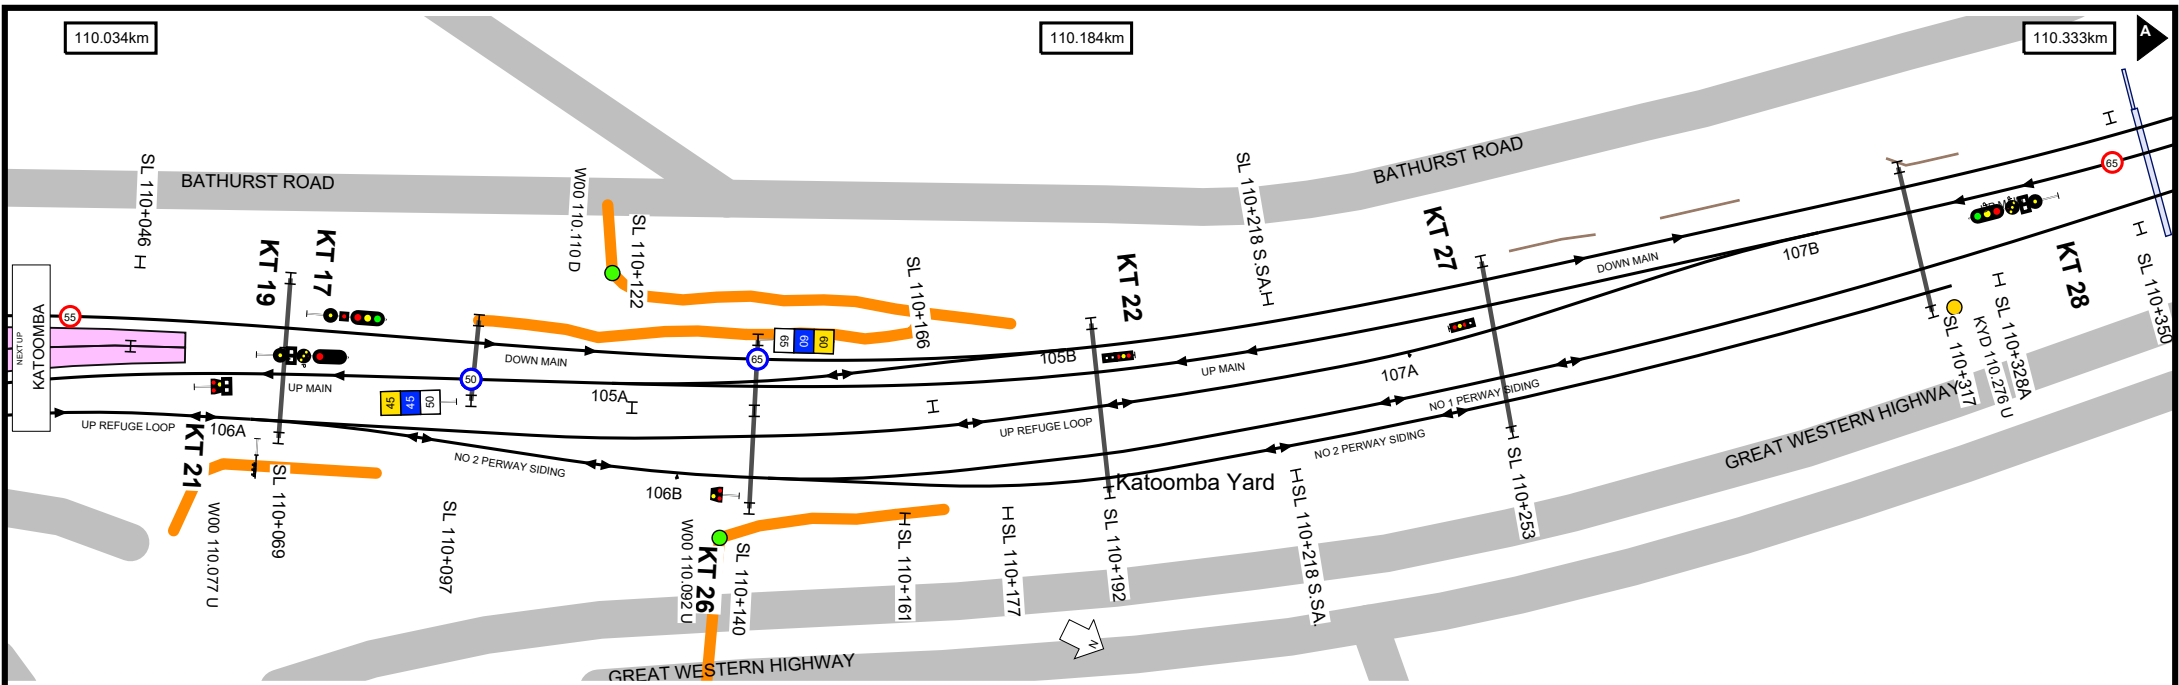 110.034km
110.184km
110.333km
A
BATHURST ROAD
BATHURST ROAD
SL 110+046
KT 19
KT 17
W00 110.110 D
SL 110+122
SL 110+166
KT 22
SL 110+218 S.SA.
KT 27
107B
KT 28
SL 110+350
65
DOWN MAIN
NEXT UP
KATOOMBA
55
DOWN MAIN
65
65
60
60
105B
UP MAIN
UP MAIN
50
45
45
50
105A
107A
NO 1 PERWAY SIDING
UP REFUGE LOOP
106A
UP REFUGE LOOP
NO 2 PERWAY SIDING
NO 2 PERWAY SIDING
KT 21
106B
Katoomba Yard
GREAT WESTERN HIGHWAY
SL 110+317
KYD 110.276 U
SL 110+328A
W00 110.077 U
SL 110+069
SL 110+097
W00 110.092 U
KT 26
SL 110+140
SL 110+161
SL 110+177
SL 110+192
SL 110+218 S.SA.
SL 110+253
N
GREAT WESTERN HIGHWAY